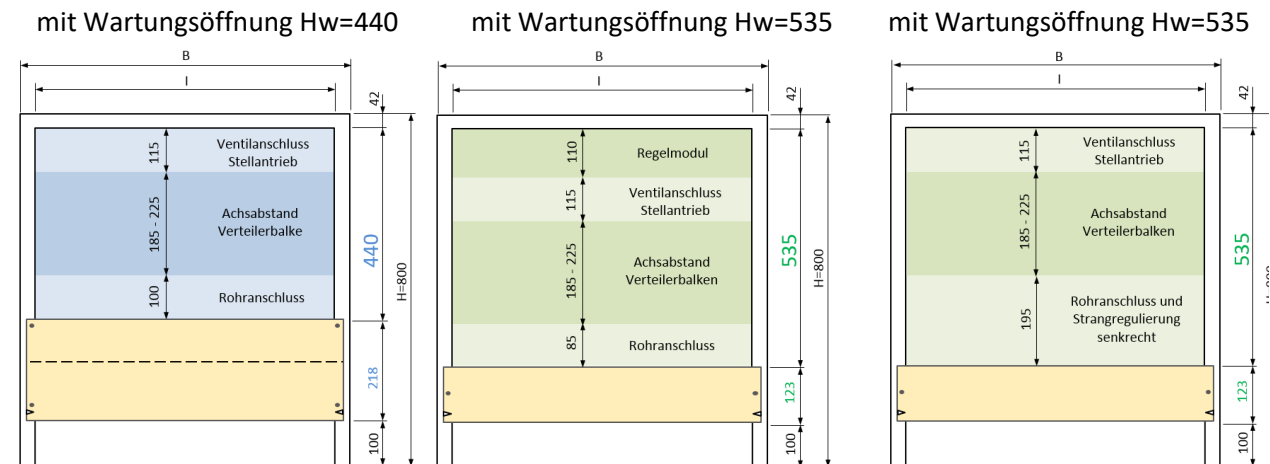 mit Wartungsöffnung Hw=440
B
I
42
115
Ventilanschluss
Stellantrieb
185 - 225
Achsabstand
Verteilerbalke
440
H=800
100
Rohranschluss
218
100
mit Wartungsöffnung Hw=535
B
I
42
110
Regelmodul
115
Ventilanschluss
Stellantrieb
185 - 225
Achsabstand
Verteilerbalken
535
H=800
85
Rohranschluss
123
100
mit Wartungsöffnung Hw=535
B
I
42
115
Ventilanschluss
Stellantrieb
185 - 225
Achsabstand
Verteilerbalken
535
195
Rohranschluss und
Strangregulierung
senkrecht
123
100